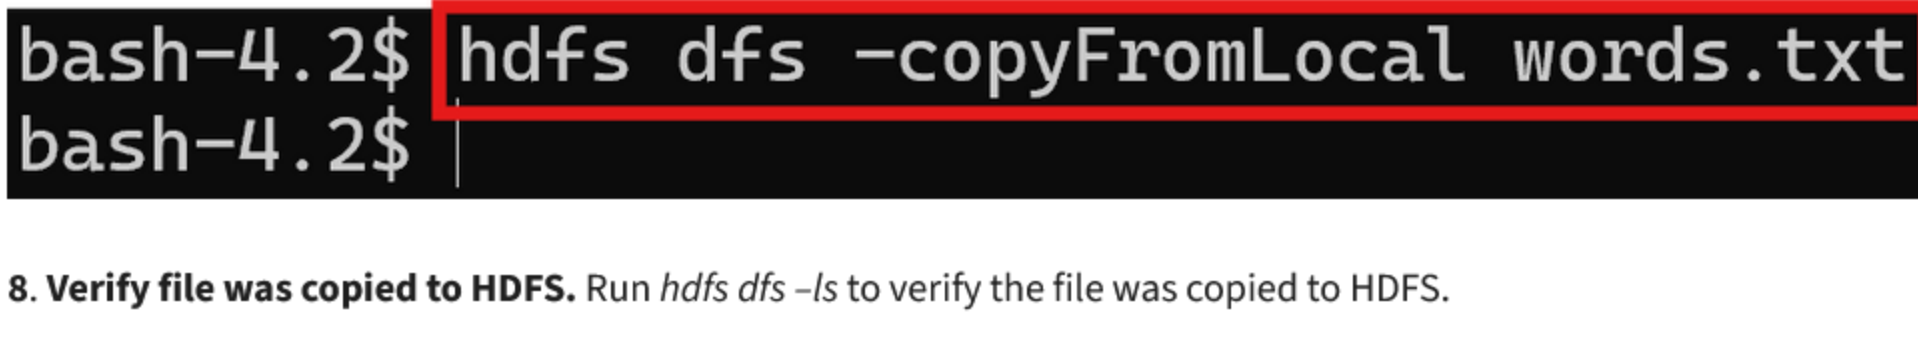 bash-4.2$ hdfs dfs -copyFromLocal words.txt
bash-4.2$
8. Verify file was copied to HDFS. Run hdfs dfs –ls to verify the file was copied to HDFS.